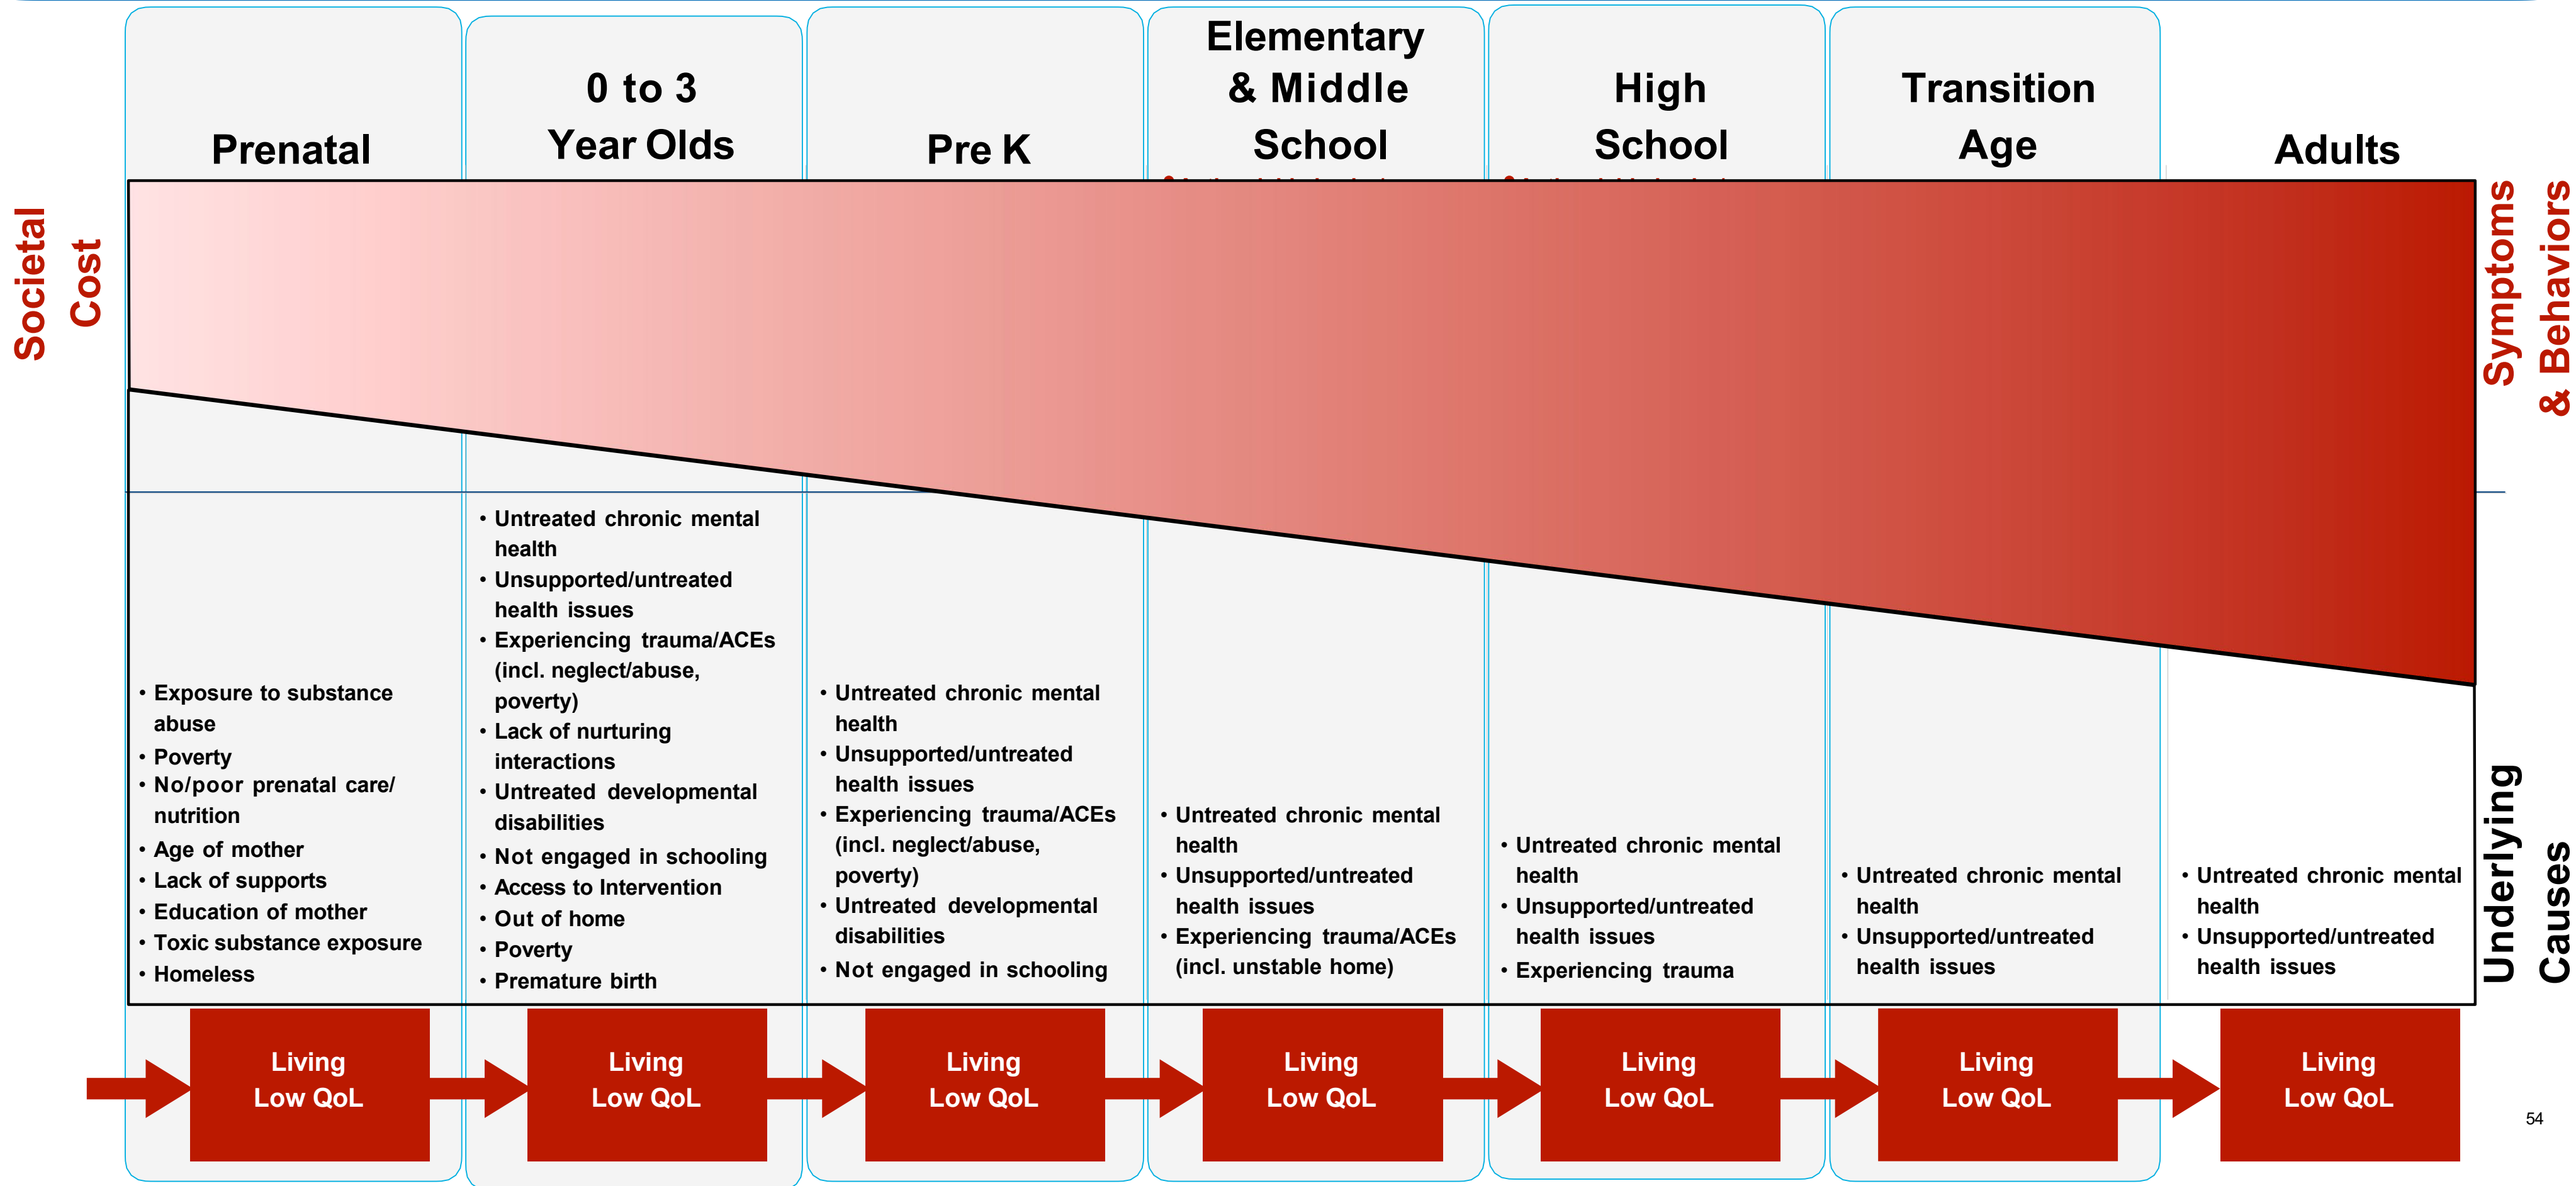 Prenatal
0 to 3
Year Olds
Pre K
Elementary
& Middle
School
High
School
Transition
Age
Adults
Societal
Cost
Symptoms
& Behaviors
• Exposure to substance
abuse
• Poverty
• No/poor prenatal care/
nutrition
• Age of mother
• Lack of supports
• Education of mother
• Toxic substance exposure
• Homeless
• Untreated chronic mental
health
• Unsupported/untreated
health issues
• Experiencing trauma/ACEs
(incl. neglect/abuse,
poverty)
• Lack of nurturing
interactions
• Untreated developmental
disabilities
• Not engaged in schooling
• Access to Intervention
• Out of home
• Poverty
• Premature birth
• Untreated chronic mental
health
• Unsupported/untreated
health issues
• Experiencing trauma/ACEs
(incl. neglect/abuse,
poverty)
• Untreated developmental
disabilities
• Not engaged in schooling
• Untreated chronic mental
health
• Unsupported/untreated
health issues
• Experiencing trauma/ACEs
(incl. unstable home)
• Untreated chronic mental
health
• Unsupported/untreated
health issues
• Experiencing trauma
• Untreated chronic mental
health
• Unsupported/untreated
health issues
• Untreated chronic mental
health
• Unsupported/untreated
health issues
Underlying
Causes
Living
Low QoL
Living
Low QoL
Living
Low QoL
Living
Low QoL
Living
Low QoL
Living
Low QoL
Living
Low QoL
54